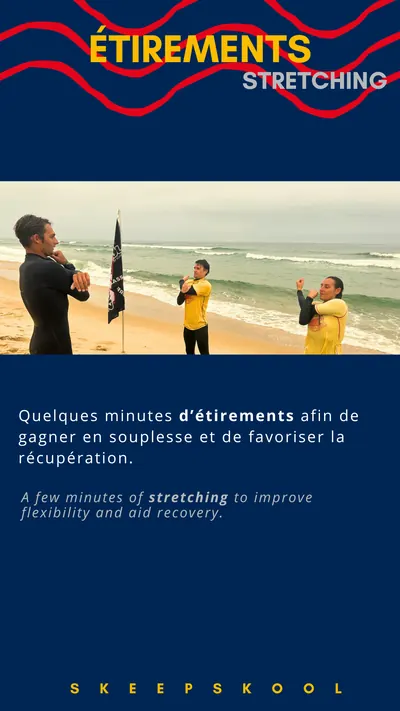 ÉTIREMENTS
STRETCHING
Quelques minutes d'étirements afin de
gagner en souplesse et de favoriser la
récupération.
A few minutes of stretching to improve
flexibility and aid recovery.
SKEEPSKOOL